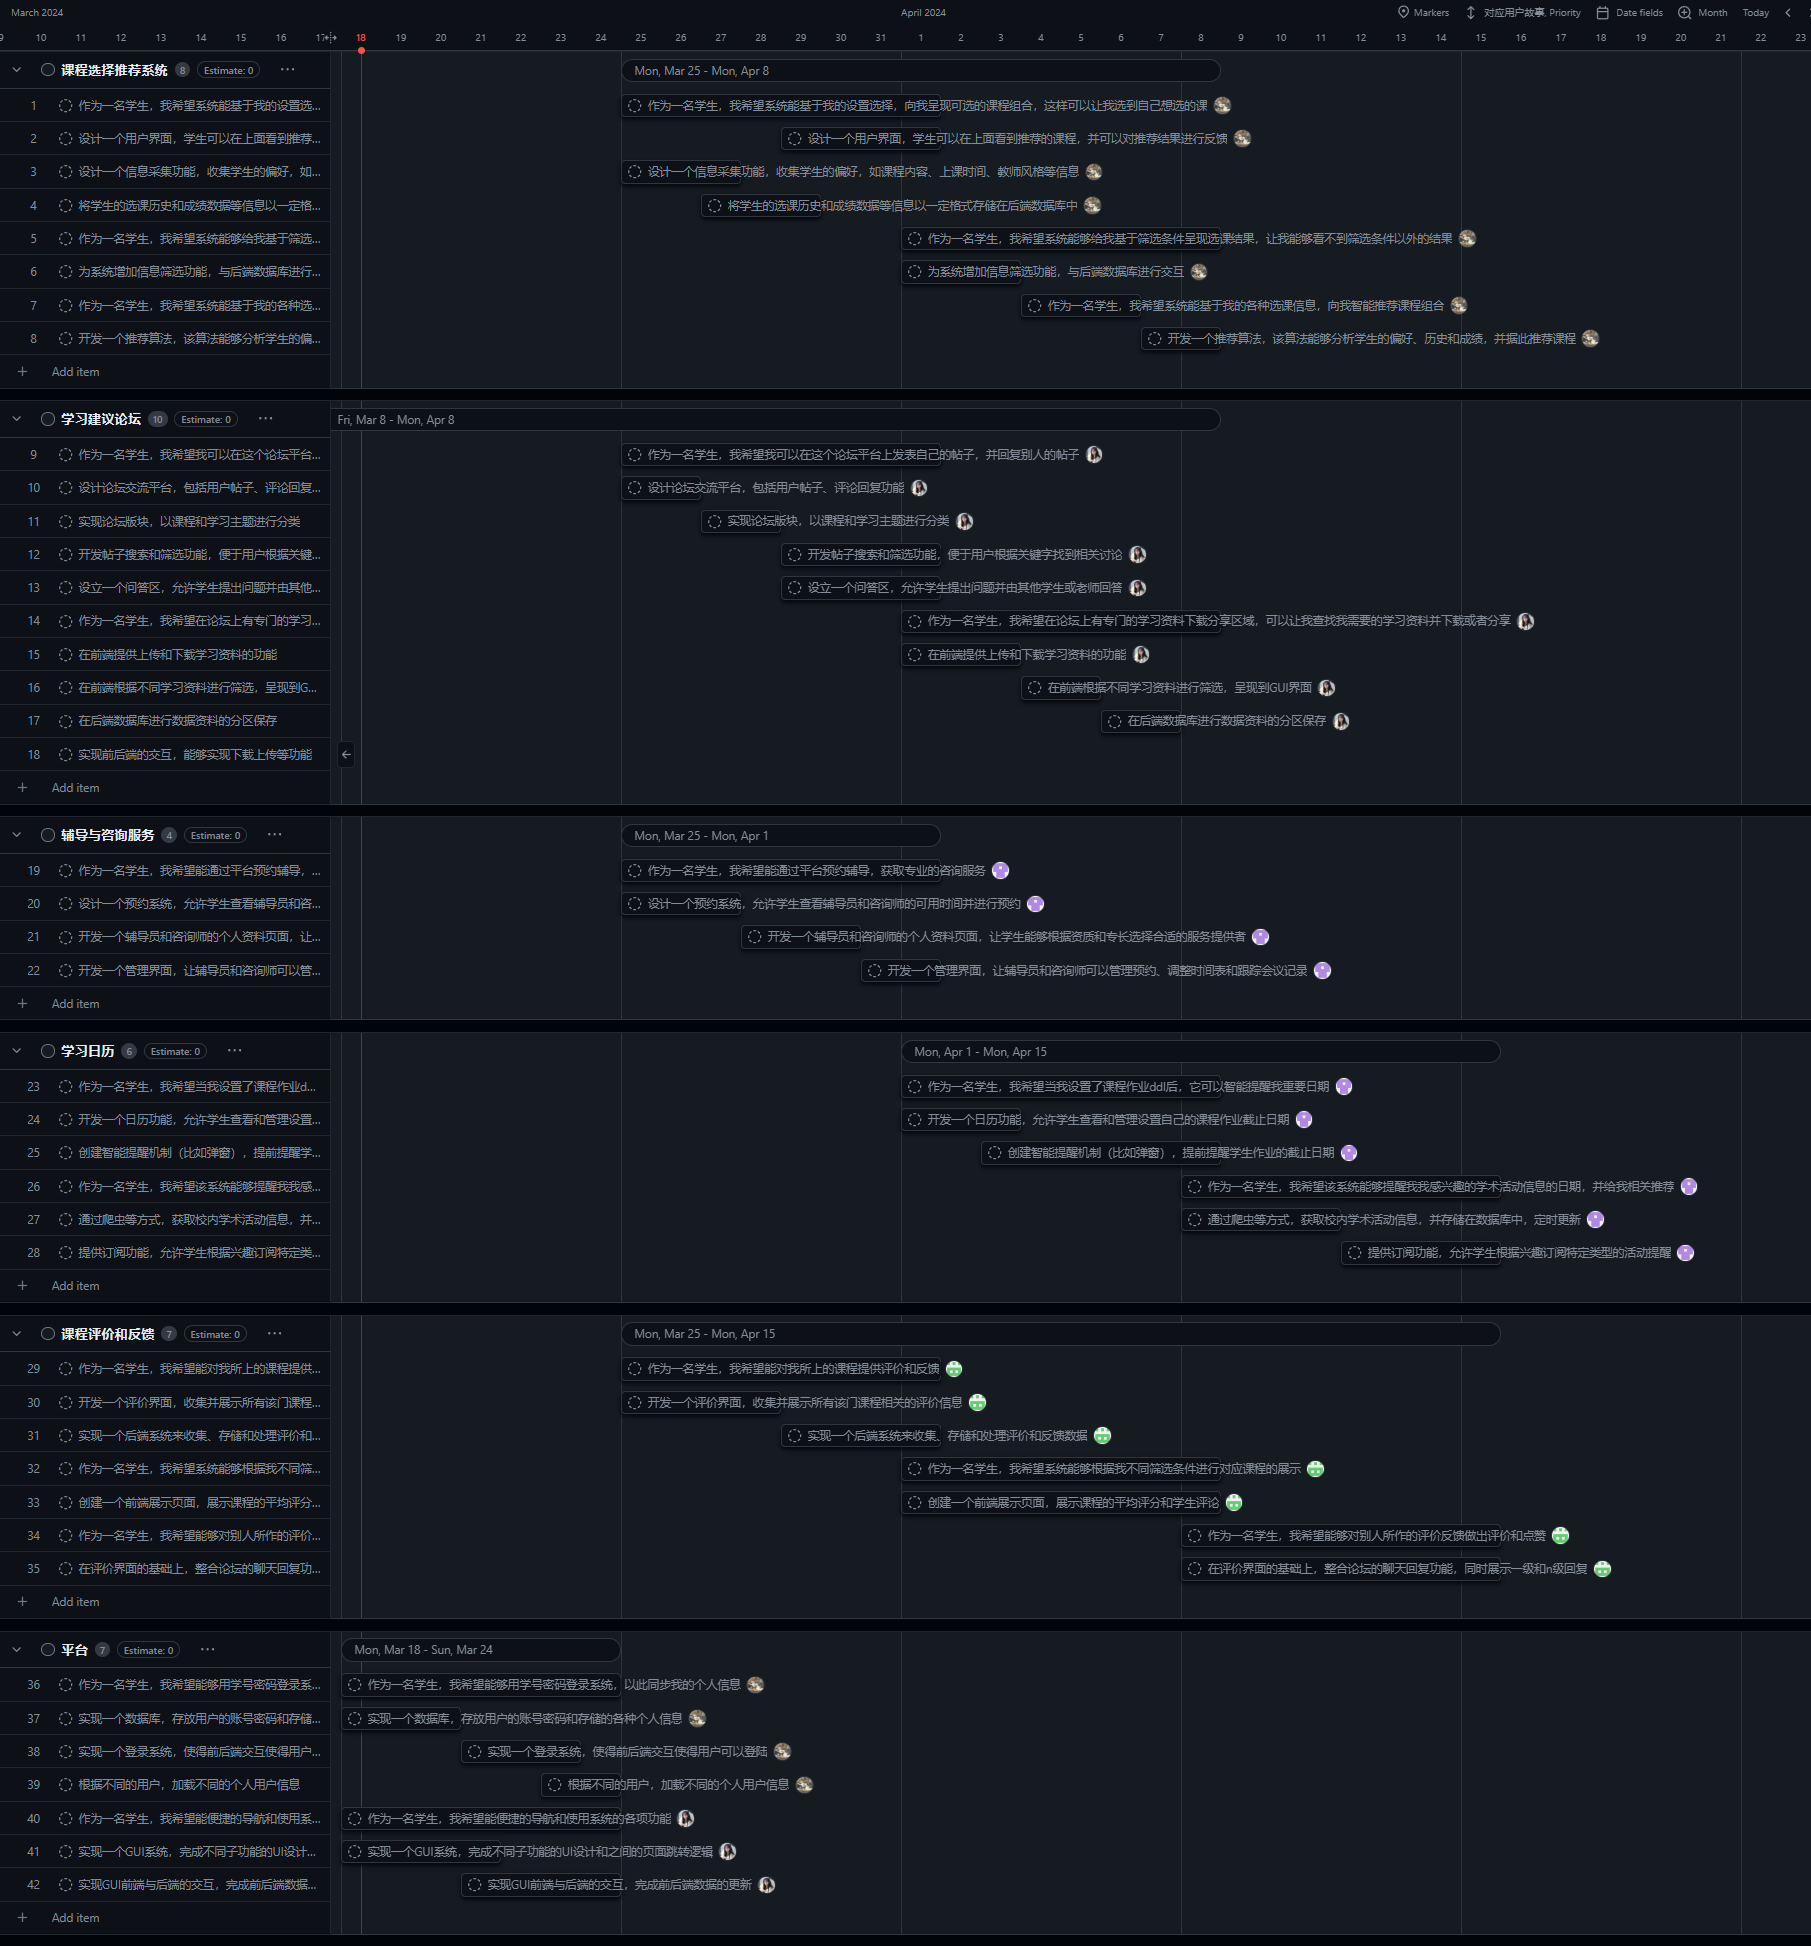 March 2024 April 2024 Markers 对应用户故事, Priority Date fields Month Today
9 10 11 12 13 14 15 16 17 18 19 20 21 22 23 24 25 26 27 28 29 30 31 1 2 3 4 5 6 7 8 9 10 11 12 13 14 15 16 17 18 19 20 21 22 23
课程选择推荐系统 8 Estimate: 0 ··· Mon, Mar 25 - Mon, Apr 8
1 作为一名学生，我希望系统能基于我的设置选... 作为一名学生，我希望系统能基于我的设置选择，向我呈现可选的课程组合，这样可以让我选到自己想选的课
2 设计一个用户界面，学生可以在上面看到推荐... 设计一个用户界面，学生可以在上面看到推荐的课程，并可以对推荐结果进行反馈
3 设计一个信息采集功能，收集学生的偏好，如... 设计一个信息采集功能，收集学生的偏好，如课程内容、上课时间、教师风格等信息
4 将学生的选课历史和成绩数据等信息以一定格... 将学生的选课历史和成绩数据等信息以一定格式存储在后端数据库中
5 作为一名学生，我希望系统能够给我基于筛选... 作为一名学生，我希望系统能够给我基于筛选条件呈现选课结果，让我能够看不到筛选条件以外的结果
6 为系统增加信息筛选功能，与后端数据库进行... 为系统增加信息筛选功能，与后端数据库进行交互
7 作为一名学生，我希望系统能基于我的各种选... 作为一名学生，我希望系统能基于我的各种选课信息，向我智能推荐课程组合
8 开发一个推荐算法，该算法能够分析学生的偏... 开发一个推荐算法，该算法能够分析学生的偏好、历史和成绩，并据此推荐课程
Add item
学习建议论坛 10 Estimate: 0 ··· Fri, Mar 8 - Mon, Apr 8
9 作为一名学生，我希望我可以在这个论坛平台... 作为一名学生，我希望我可以在这个论坛平台上发表自己的帖子，并回复别人的帖子
10 设计论坛交流平台，包括用户帖子、评论回复... 设计论坛交流平台，包括用户帖子、评论回复功能
11 实现论坛版块，以课程和学习主题进行分类 实现论坛版块，以课程和学习主题进行分类
12 开发帖子搜索和筛选功能，便于用户根据关键... 开发帖子搜索和筛选功能，便于用户根据关键字找到相关讨论
13 设立一个问答区，允许学生提出问题并由其他... 设立一个问答区，允许学生提出问题并由其他学生或老师回答
14 作为一名学生，我希望在论坛上有专门的学习... 作为一名学生，我希望在论坛上有专门的学习资料下载分享区域，可以让我查找我需要的学习资料并下载或者分享
15 在前端提供上传和下载学习资料的功能 在前端提供上传和下载学习资料的功能
16 在前端根据不同学习资料进行筛选，呈现到G... 在前端根据不同学习资料进行筛选，呈现到GUI界面
17 在后端数据库进行数据资料的分区保存 在后端数据库进行数据资料的分区保存
18 实现前后端的交互，能够实现下载上传等功能
Add item
辅导与咨询服务 4 Estimate: 0 ··· Mon, Mar 25 - Mon, Apr 1
19 作为一名学生，我希望能通过平台预约辅导，... 作为一名学生，我希望能通过平台预约辅导，获取专业的咨询服务
20 设计一个预约系统，允许学生查看辅导员和咨... 设计一个预约系统，允许学生查看辅导员和咨询师的可用时间并进行预约
21 开发一个辅导员和咨询师的个人资料页面，让... 开发一个辅导员和咨询师的个人资料页面，让学生能够根据资质和专长选择合适的服务提供者
22 开发一个管理界面，让辅导员和咨询师可以管... 开发一个管理界面，让辅导员和咨询师可以管理预约、调整时间表和跟踪会议记录
Add item
学习日历 6 Estimate: 0 ··· Mon, Apr 1 - Mon, Apr 15
23 作为一名学生，我希望当我设置了课程作业d... 作为一名学生，我希望当我设置了课程作业ddl后，它可以智能提醒我重要日期
24 开发一个日历功能，允许学生查看和管理设置... 开发一个日历功能，允许学生查看和管理设置自己的课程作业截止日期
25 创建智能提醒机制（比如弹窗），提前提醒学... 创建智能提醒机制（比如弹窗），提前提醒学生作业的截止日期
26 作为一名学生，我希望该系统能够提醒我我感... 作为一名学生，我希望该系统能够提醒我我感兴趣的学术活动信息的日期，并给我相关推荐
27 通过爬虫等方式，获取校内学术活动信息，并... 通过爬虫等方式，获取校内学术活动信息，并存储在数据库中，定时更新
28 提供订阅功能，允许学生根据兴趣订阅特定类... 提供订阅功能，允许学生根据兴趣订阅特定类型的活动提醒
Add item
课程评价和反馈 7 Estimate: 0 ··· Mon, Mar 25 - Mon, Apr 15
29 作为一名学生，我希望能对我所上的课程提供... 作为一名学生，我希望能对我所上的课程提供评价和反馈
30 开发一个评价界面，收集并展示所有该门课程... 开发一个评价界面，收集并展示所有该门课程相关的评价信息
31 实现一个后端系统来收集、存储和处理评价和... 实现一个后端系统来收集、存储和处理评价和反馈数据
32 作为一名学生，我希望系统能够根据我不同筛... 作为一名学生，我希望系统能够根据我不同筛选条件进行对应课程的展示
33 创建一个前端展示页面，展示课程的平均评分... 创建一个前端展示页面，展示课程的平均评分和学生评论
34 作为一名学生，我希望能够对别人所作的评价... 作为一名学生，我希望能够对别人所作的评价反馈做出评价和点赞
35 在评价界面的基础上，整合论坛的聊天回复功... 在评价界面的基础上，整合论坛的聊天回复功能，同时展示一级和n级回复
Add item
平台 7 Estimate: 0 ··· Mon, Mar 18 - Sun, Mar 24
36 作为一名学生，我希望能够用学号密码登录系... 作为一名学生，我希望能够用学号密码登录系统，以此同步我的个人信息
37 实现一个数据库，存放用户的账号密码和存储... 实现一个数据库，存放用户的账号密码和存储的各种个人信息
38 实现一个登录系统，使得前后端交互使得用户... 实现一个登录系统，使得前后端交互使得用户可以登陆
39 根据不同的用户，加载不同的个人用户信息 根据不同的用户，加载不同的个人用户信息
40 作为一名学生，我希望能便捷的导航和使用系... 作为一名学生，我希望能便捷的导航和使用系统的各项功能
41 实现一个GUI系统，完成不同子功能的UI设计... 实现一个GUI系统，完成不同子功能的UI设计和之间的页面跳转逻辑
42 实现GUI前端与后端的交互，完成前后端数据... 实现GUI前端与后端的交互，完成前后端数据的更新
Add item